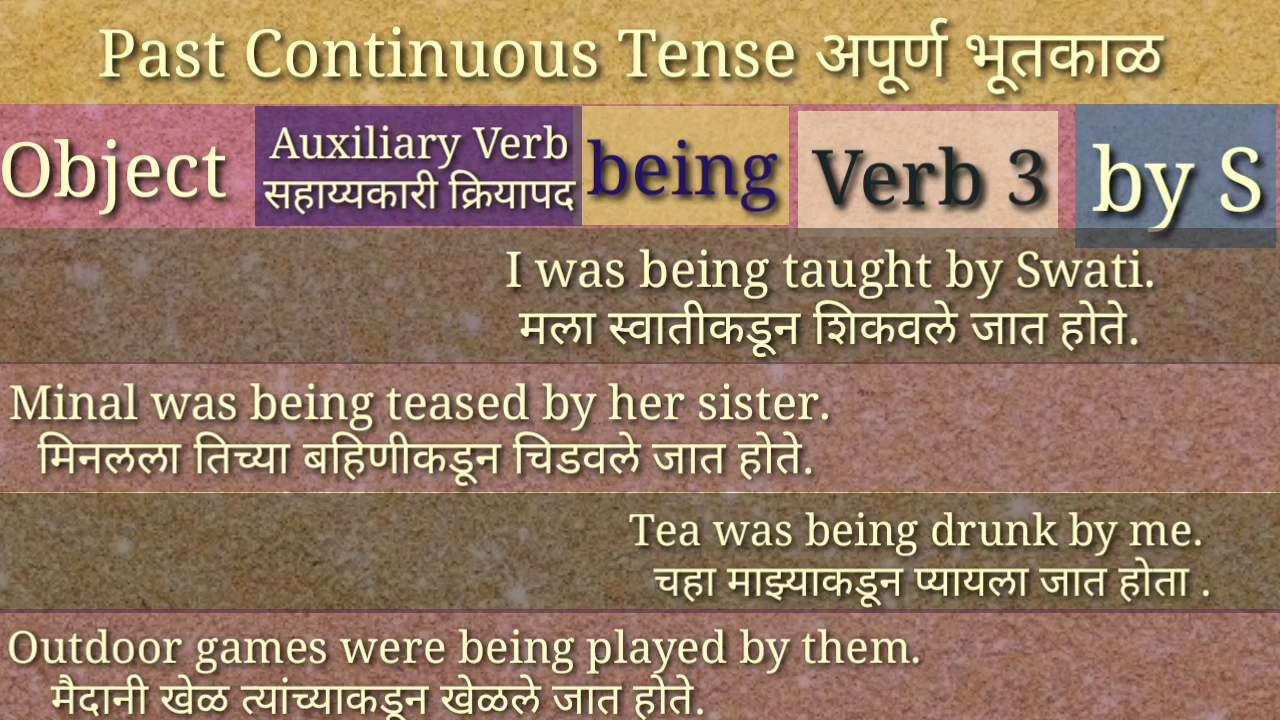 Past Continuous Tense अपूर्ण भूतकाळ
Object
Auxiliary Verb
सहाय्यकारी क्रियापद
being
Verb 3
by S
I was being taught by Swati.
मला स्वातीकडून शिकवले जात होते.
Minal was being teased by her sister.
मिनलला तिच्या बहिणीकडून चिडवले जात होते.
Tea was being drunk by me.
चहा माझ्याकडून प्यायला जात होता .
Outdoor games were being played by them.
मैदानी खेळ त्यांच्याकडून खेळले जात होते.